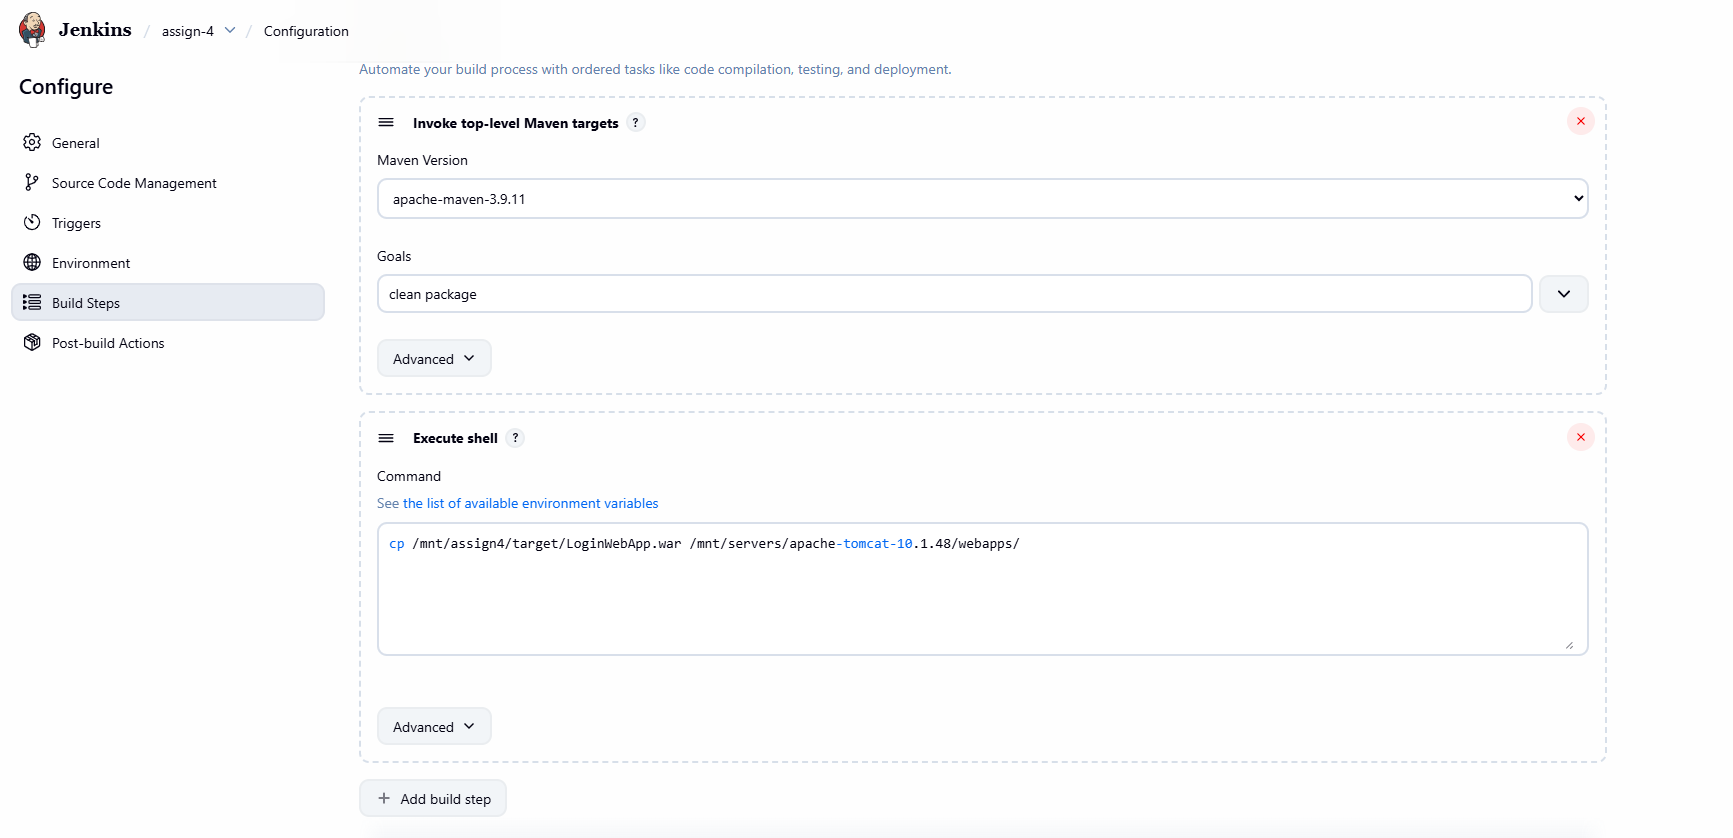 Jenkins / assign-4 / Configuration
Configure
General
Source Code Management
Triggers
Environment
Build Steps
Post-build Actions
Automate your build process with ordered tasks like code compilation, testing, and deployment.
Invoke top-level Maven targets ?
Maven Version
apache-maven-3.9.11
Goals
clean package
Advanced
Execute shell ?
Command
See the list of available environment variables
cp /mnt/assign4/target/LoginWebApp.war /mnt/servers/apache-tomcat-10.1.48/webapps/
Advanced
+ Add build step